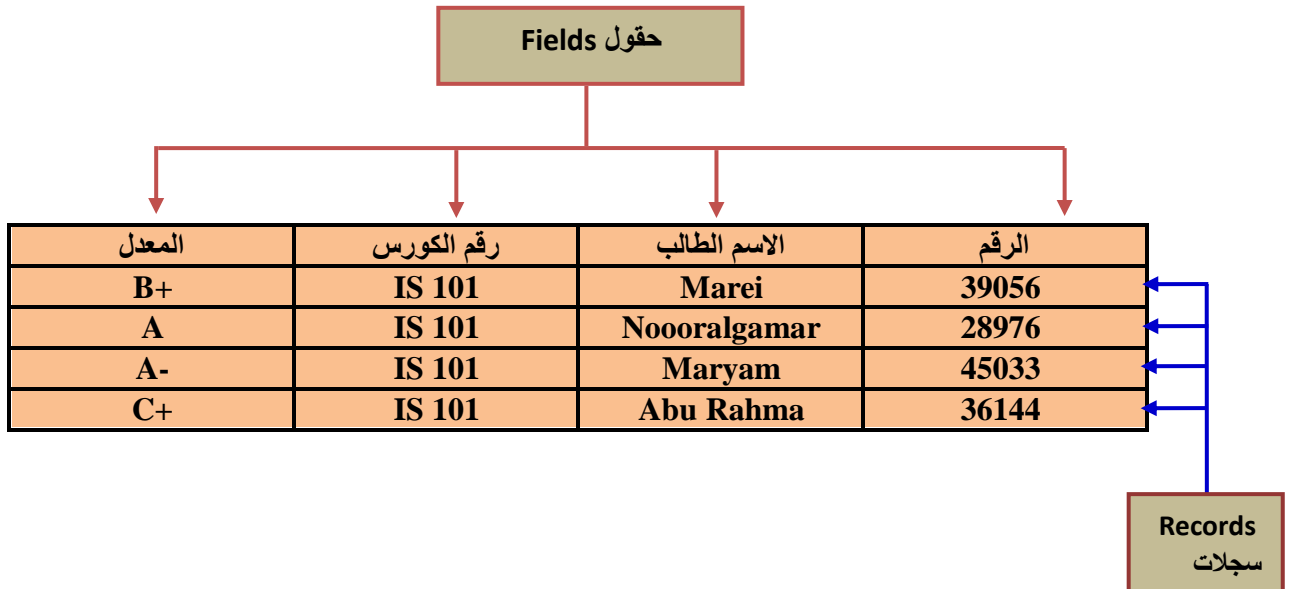 حقول Fields
الرقم الاسم الطالب رقم الكورس المعدل
39056 Marei IS 101 B+
28976 Noooralgamar IS 101 A
45033 Maryam IS 101 A-
36144 Abu Rahma IS 101 C+
Records
سجلات